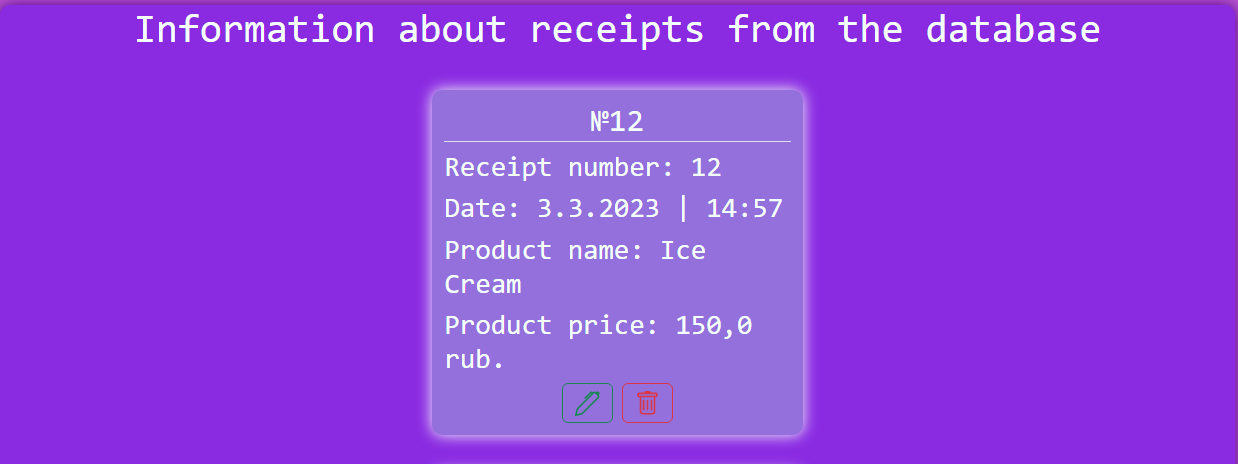 Information about receipts from the database
№12
Receipt number: 12
Date: 3.3.2023 | 14:57
Product name: Ice
Cream
Product price: 150,0
rub.